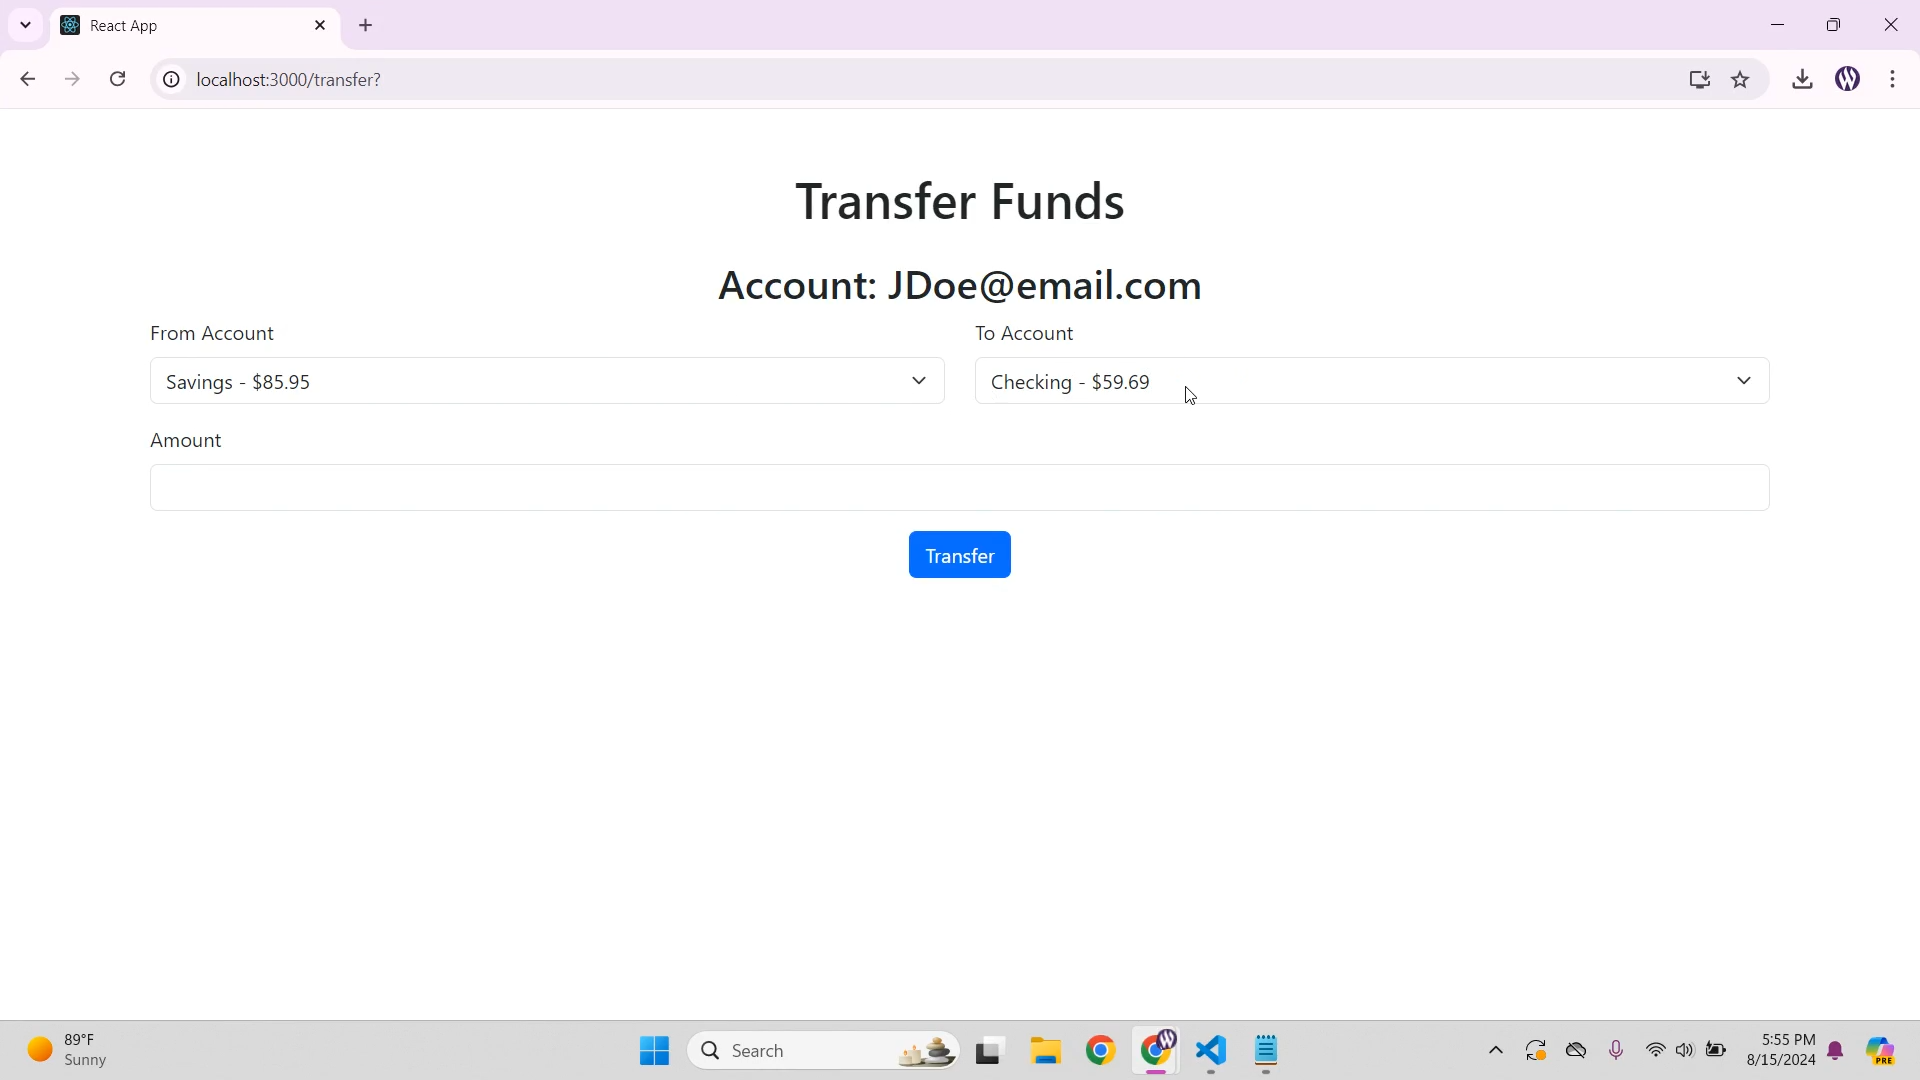 React App
localhost:3000/transfer?
Transfer Funds
Account: JDoe@email.com
From Account
To Account
Savings - $85.95
Checking - $59.69
Amount
Transfer
89°F
Sunny
Search
5:55 PM
8/15/2024
PRE